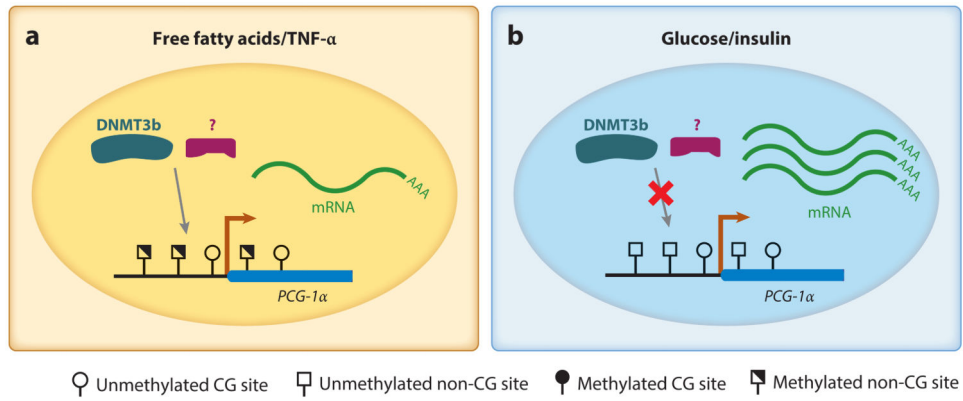 a
Free fatty acids/TNF-α
DNMT3b
?
AAA
mRNA
PCG-1α
b
Glucose/insulin
DNMT3b
?
AAA
AAA
AAA
mRNA
PCG-1α
Unmethylated CG site
Unmethylated non-CG site
Methylated CG site
Methylated non-CG site